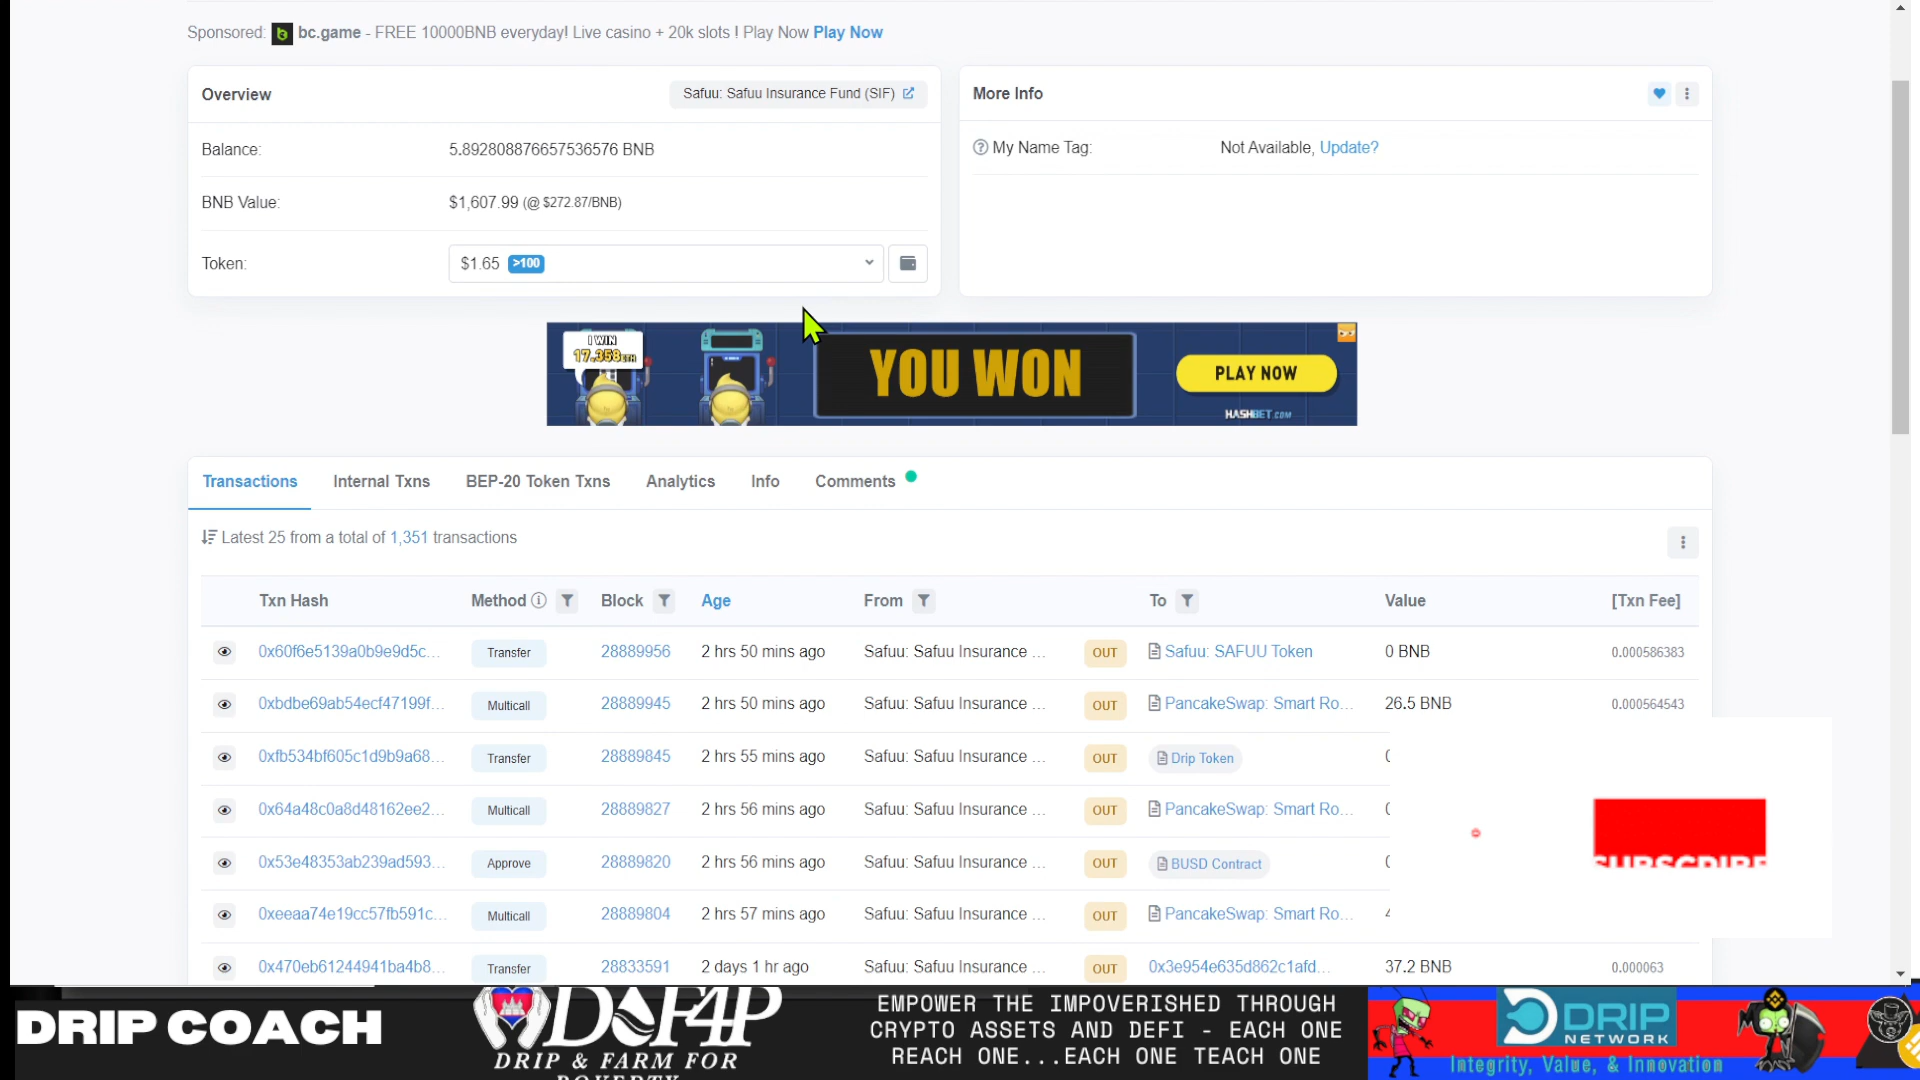 Sponsored: bc.game - FREE 10000BNB everyday! Live casino + 20k slots ! Play Now Play Now
Overview
Safuu: Safuu Insurance Fund (SIF)
Balance: 5.892808876657536576 BNB
BNB Value: $1,607.99 (@ $272.87/BNB)
Token: $1.65 >100
More Info
My Name Tag: Not Available, Update?
I WIN
17.358 ETH
YOU WON
PLAY NOW
HASHBET.COM
Transactions Internal Txns BEP-20 Token Txns Analytics Info Comments
Latest 25 from a total of 1,351 transactions
Txn Hash Method Block Age From To Value [Txn Fee]
0x60f6e5139a0b9e9d5c... Transfer 28889956 2 hrs 50 mins ago Safuu: Safuu Insurance ... OUT Safuu: SAFUU Token 0 BNB 0.000586383
0xbdbe69ab54ecf47199f... Multicall 28889945 2 hrs 50 mins ago Safuu: Safuu Insurance ... OUT PancakeSwap: Smart Ro... 26.5 BNB 0.000564543
0xfb534bf605c1d9b9a68... Transfer 28889845 2 hrs 55 mins ago Safuu: Safuu Insurance ... OUT Drip Token
0x64a48c0a8d48162ee2... Multicall 28889827 2 hrs 56 mins ago Safuu: Safuu Insurance ... OUT PancakeSwap: Smart Ro...
0x53e48353ab239ad593... Approve 28889820 2 hrs 56 mins ago Safuu: Safuu Insurance ... OUT BUSD Contract
0xeeaa74e19cc57fb591c... Multicall 28889804 2 hrs 57 mins ago Safuu: Safuu Insurance ... OUT PancakeSwap: Smart Ro...
0x470eb61244941ba4b8... Transfer 28833591 2 days 1 hr ago Safuu: Safuu Insurance ... OUT 0x3e954e635d862c1afd... 37.2 BNB 0.000063
SUBSCRIBE
DRIP COACH
DFF4P
DRIP & FARM FOR
POVERTY
EMPOWER THE IMPOVERISHED THROUGH
CRYPTO ASSETS AND DEFI - EACH ONE
REACH ONE...EACH ONE TEACH ONE
DRIP
NETWORK
Integrity, Value, & Innovation